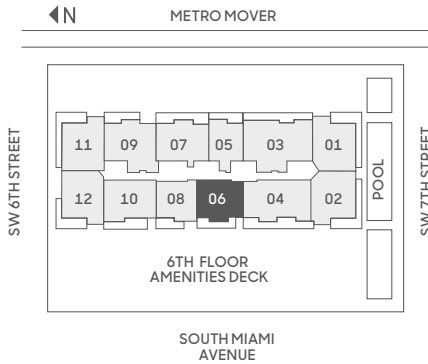 N
METRO MOVER
SW 6TH STREET
11 09 07 05 03 01
12 10 08 06 04 02
POOL
SW 7TH STREET
6TH FLOOR
AMENITIES DECK
SOUTH MIAMI
AVENUE